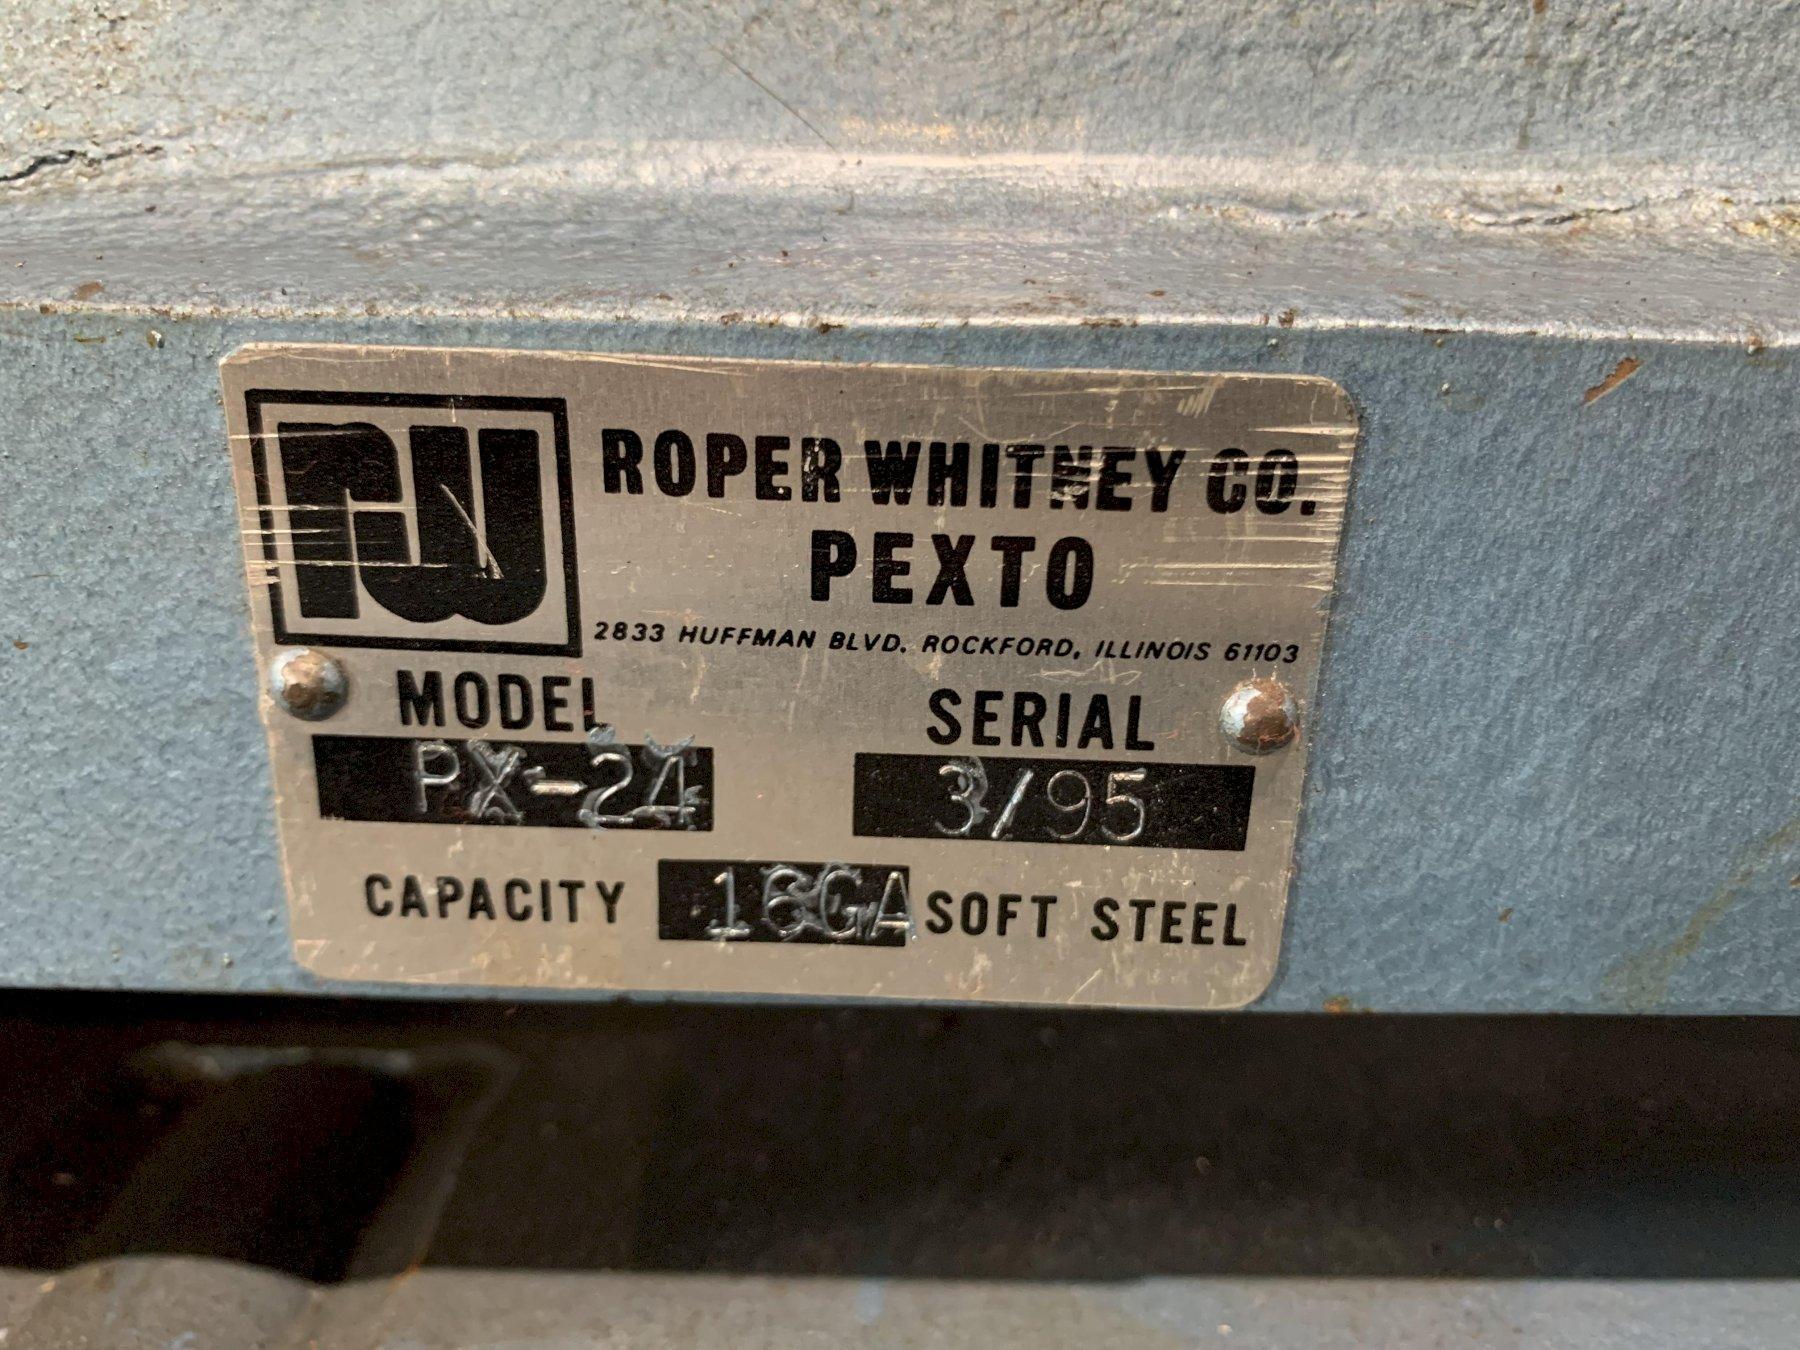 rw ROPER WHITNEY CO.
PEXTO
2833 HUFFMAN BLVD. ROCKFORD, ILLINOIS 61103
MODEL SERIAL
PX-24 3/95
CAPACITY 16GA SOFT STEEL